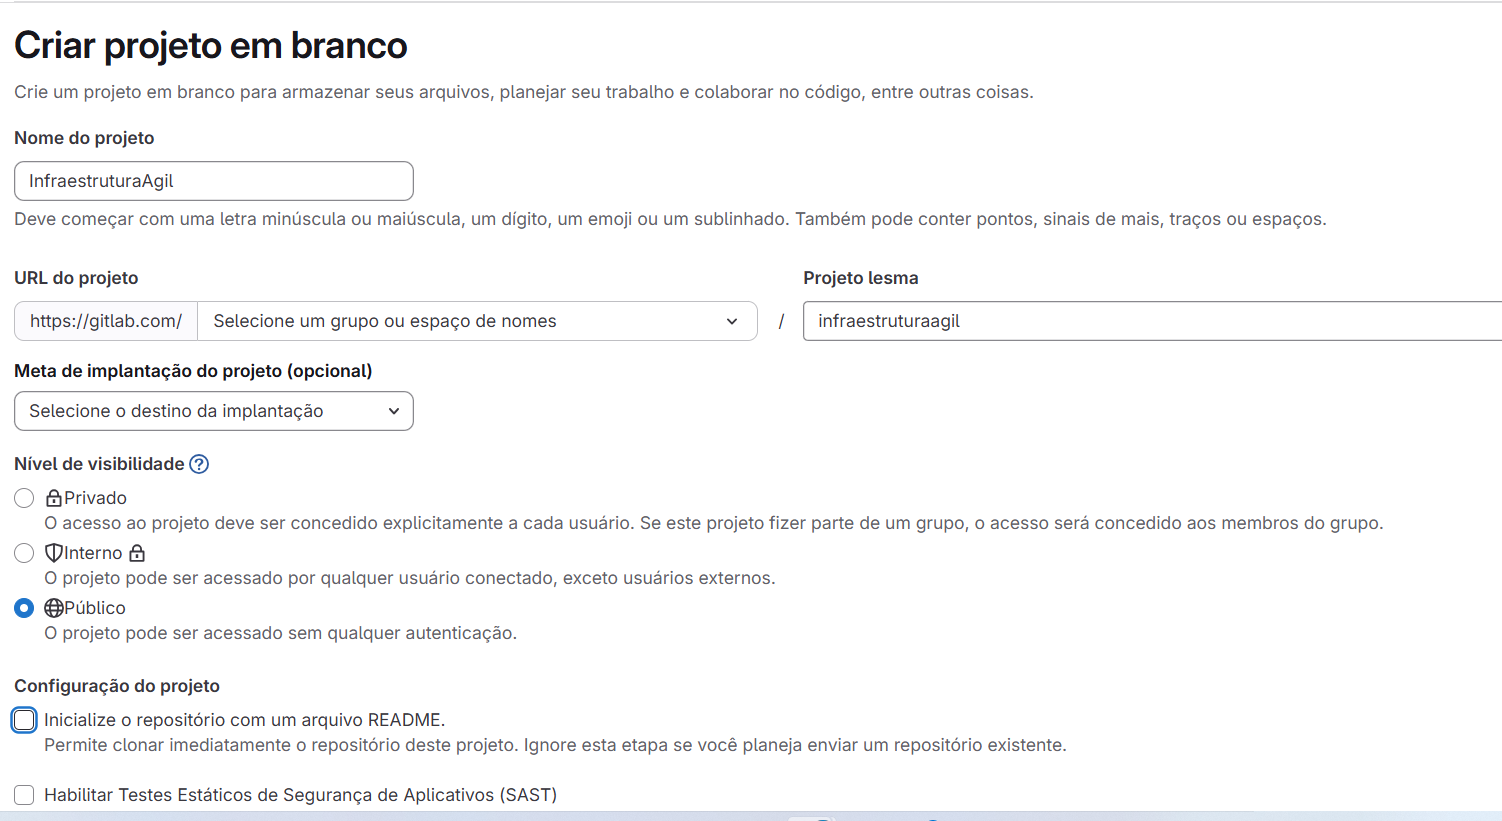 Criar projeto em branco
Crie um projeto em branco para armazenar seus arquivos, planejar seu trabalho e colaborar no código, entre outras coisas.
Nome do projeto
InfraestruturaAgil
Deve começar com uma letra minúscula ou maiúscula, um dígito, um emoji ou um sublinhado. Também pode conter pontos, sinais de mais, traços ou espaços.
URL do projeto
Projeto lesma
https://gitlab.com/ Selecione um grupo ou espaço de nomes / infraestruturaagil
Meta de implantação do projeto (opcional)
Selecione o destino da implantação
Nível de visibilidade ?
Privado
O acesso ao projeto deve ser concedido explicitamente a cada usuário. Se este projeto fizer parte de um grupo, o acesso será concedido aos membros do grupo.
Interno
O projeto pode ser acessado por qualquer usuário conectado, exceto usuários externos.
Público
O projeto pode ser acessado sem qualquer autenticação.
Configuração do projeto
Inicialize o repositório com um arquivo README.
Permite clonar imediatamente o repositório deste projeto. Ignore esta etapa se você planeja enviar um repositório existente.
Habilitar Testes Estáticos de Segurança de Aplicativos (SAST)